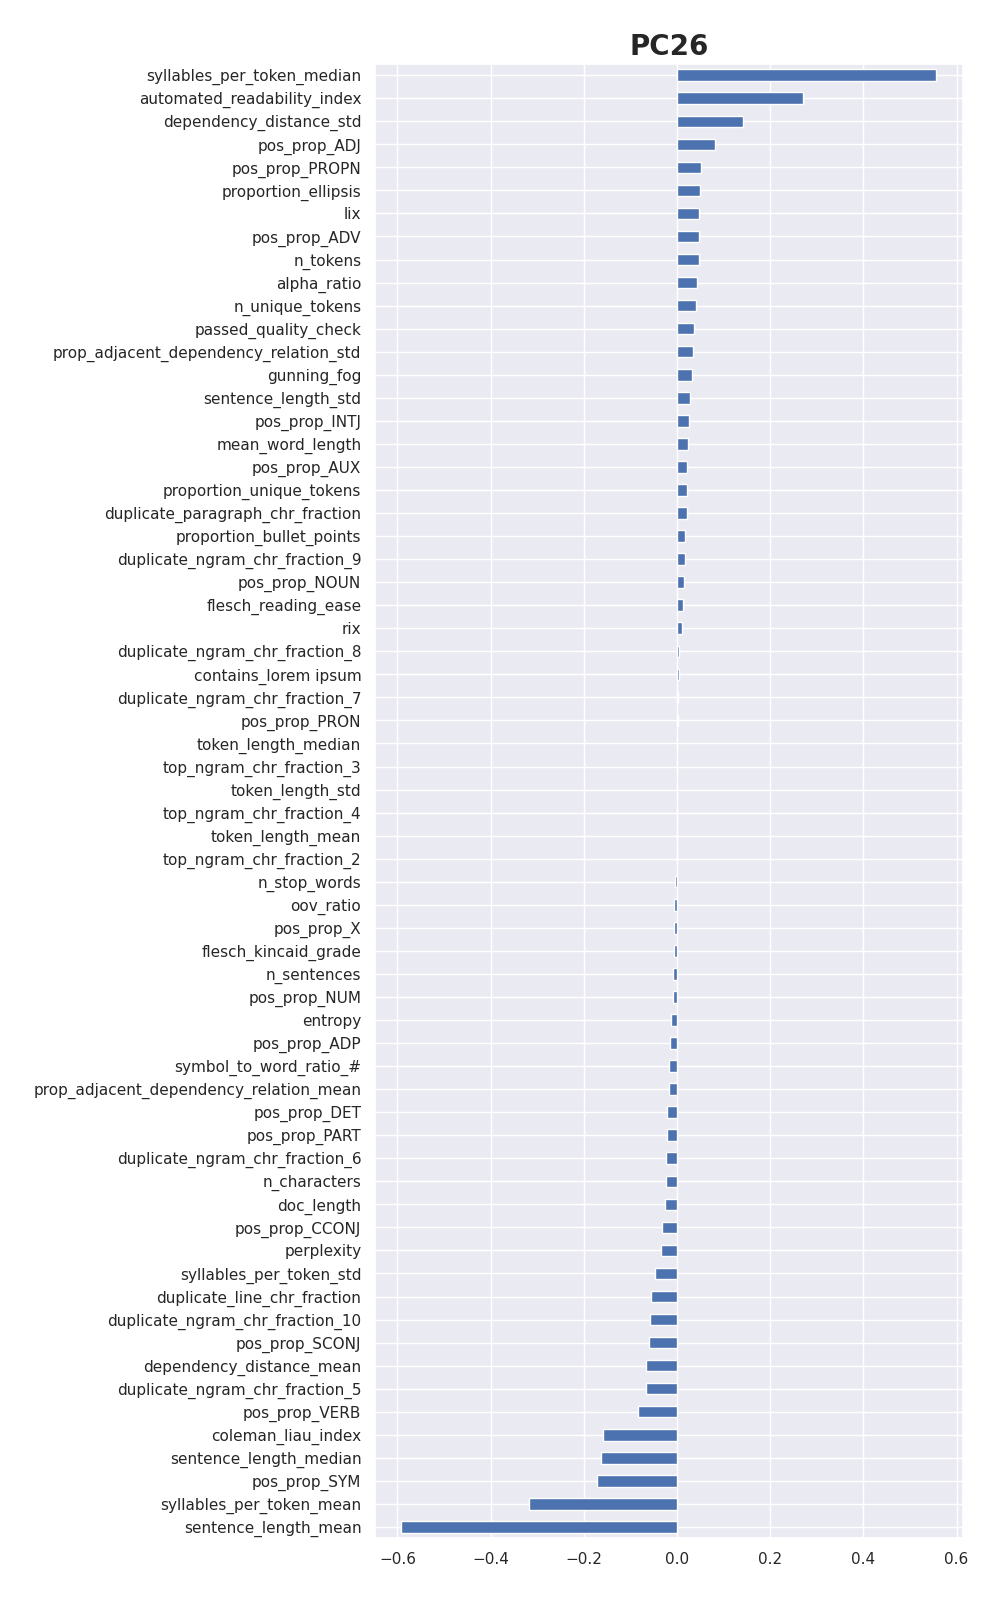 PC26
syllables_per_token_median
automated_readability_index
dependency_distance_std
pos_prop_ADJ
pos_prop_PROPN
proportion_ellipsis
lix
pos_prop_ADV
n_tokens
alpha_ratio
n_unique_tokens
passed_quality_check
prop_adjacent_dependency_relation_std
gunning_fog
sentence_length_std
pos_prop_INTJ
mean_word_length
pos_prop_AUX
proportion_unique_tokens
duplicate_paragraph_chr_fraction
proportion_bullet_points
duplicate_ngram_chr_fraction_9
pos_prop_NOUN
flesch_reading_ease
rix
duplicate_ngram_chr_fraction_8
contains_lorem ipsum
duplicate_ngram_chr_fraction_7
pos_prop_PRON
token_length_median
top_ngram_chr_fraction_3
token_length_std
top_ngram_chr_fraction_4
token_length_mean
top_ngram_chr_fraction_2
n_stop_words
oov_ratio
pos_prop_X
flesch_kincaid_grade
n_sentences
pos_prop_NUM
entropy
pos_prop_ADP
symbol_to_word_ratio_#
prop_adjacent_dependency_relation_mean
pos_prop_DET
pos_prop_PART
duplicate_ngram_chr_fraction_6
n_characters
doc_length
pos_prop_CCONJ
perplexity
syllables_per_token_std
duplicate_line_chr_fraction
duplicate_ngram_chr_fraction_10
pos_prop_SCONJ
dependency_distance_mean
duplicate_ngram_chr_fraction_5
pos_prop_VERB
coleman_liau_index
sentence_length_median
pos_prop_SYM
syllables_per_token_mean
sentence_length_mean
−0.6 −0.4 −0.2 0.0 0.2 0.4 0.6